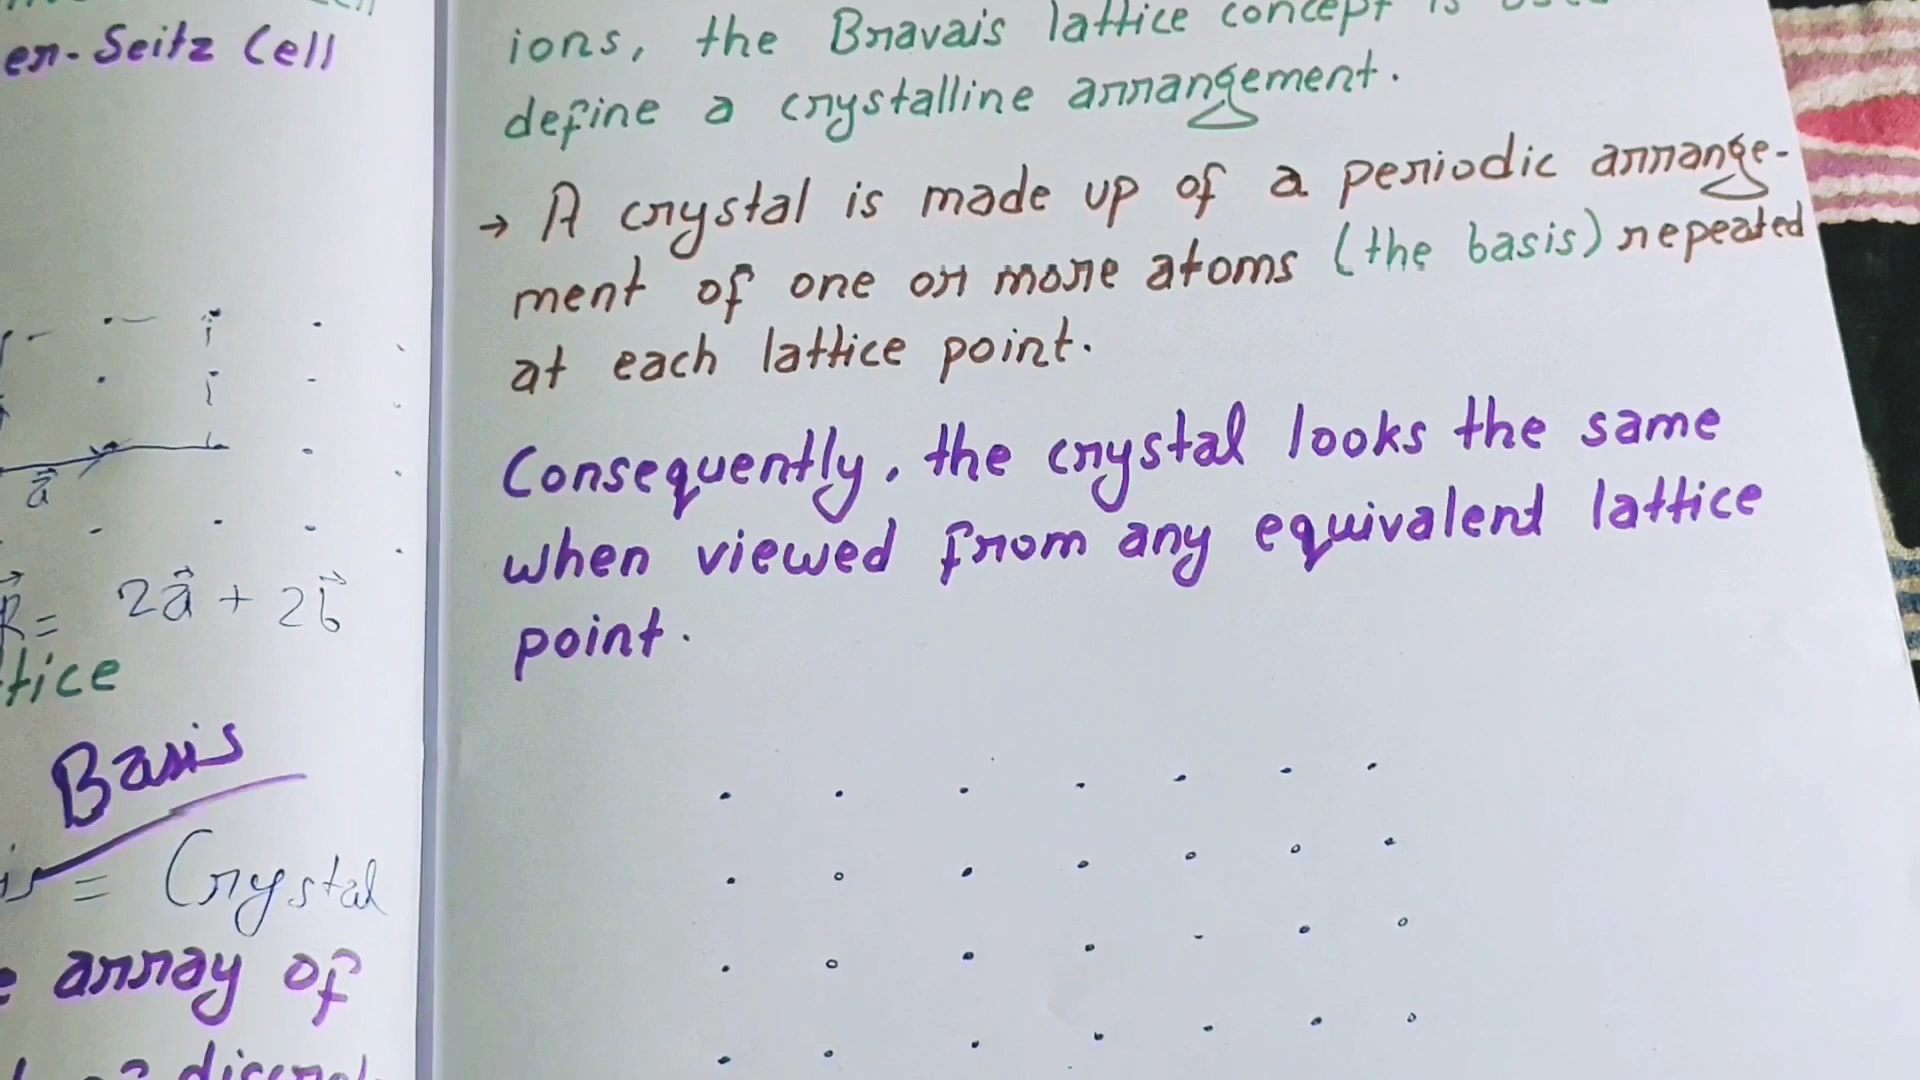 en-Seitz Cell
a
R = 2a + 2b
tice
Basis
= Crystal
array of
ions, the Bravais lattice concept is
define a crystalline arrangement.
→ A crystal is made up of a periodic arrange-
ment of one or more atoms (the basis) repeated
at each lattice point.
Consequently, the crystal looks the same
when viewed from any equivalent lattice
point.